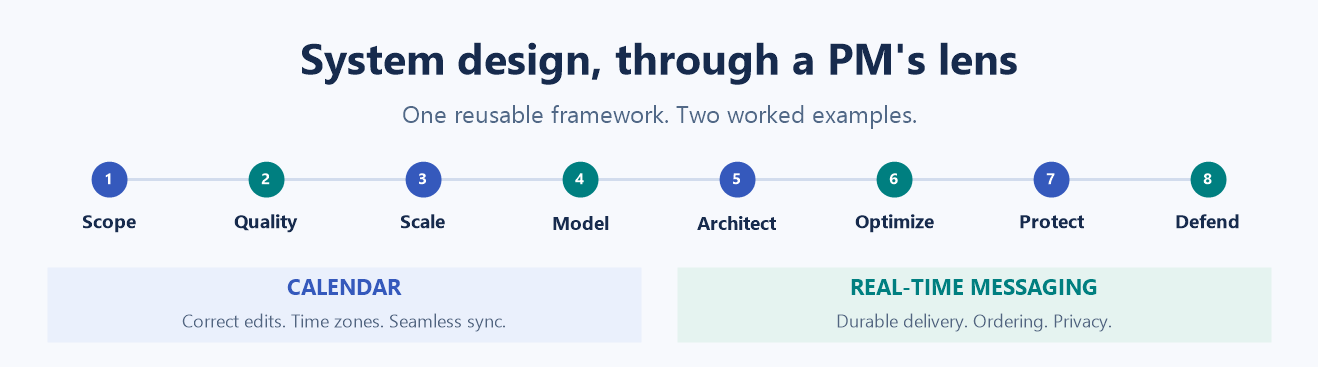 System design, through a PM's lens
One reusable framework. Two worked examples.
1 2 3 4 5 6 7 8
Scope Quality Scale Model Architect Optimize Protect Defend
CALENDAR
Correct edits. Time zones. Seamless sync.
REAL-TIME MESSAGING
Durable delivery. Ordering. Privacy.